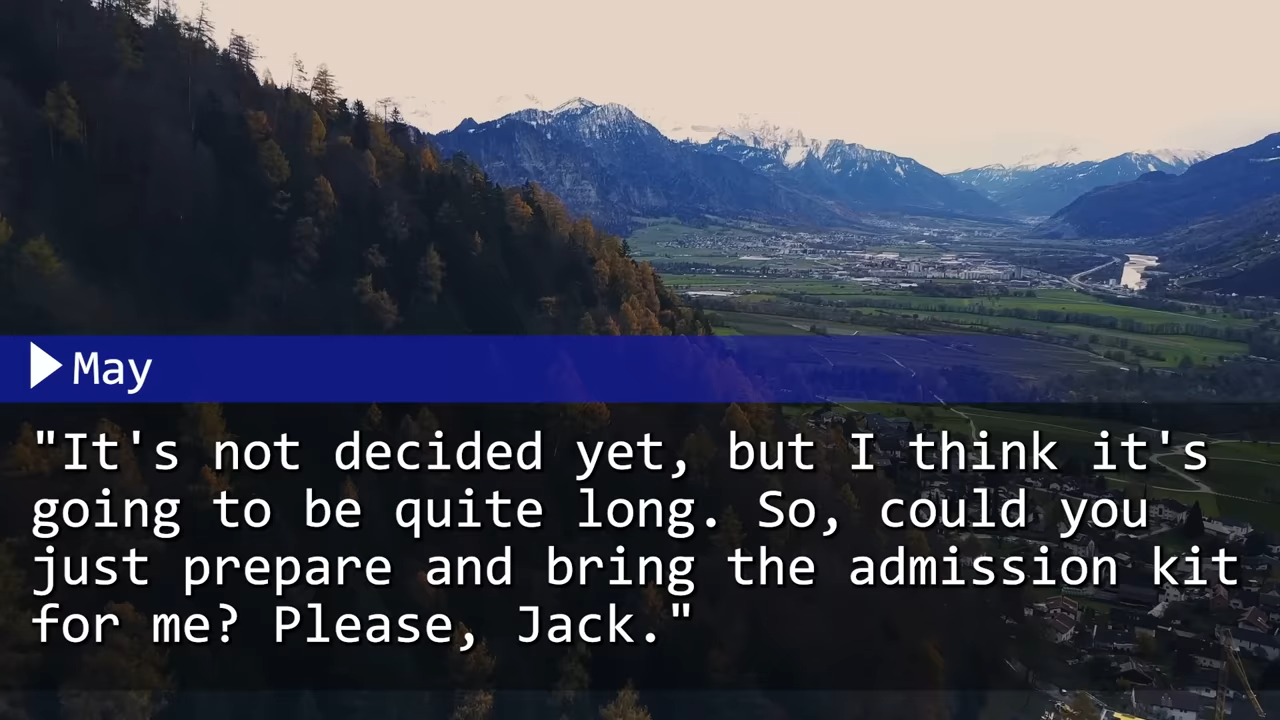 May
"It's not decided yet, but I think it's
going to be quite long. So, could you
just prepare and bring the admission kit
for me? Please, Jack."